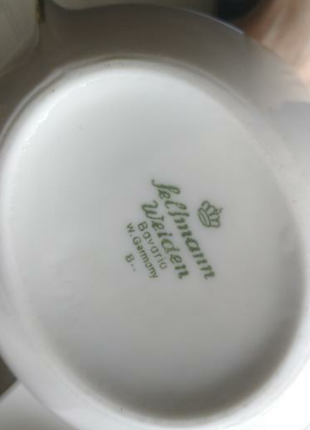 Seltmann
Weiden
Bavaria
W. Germany